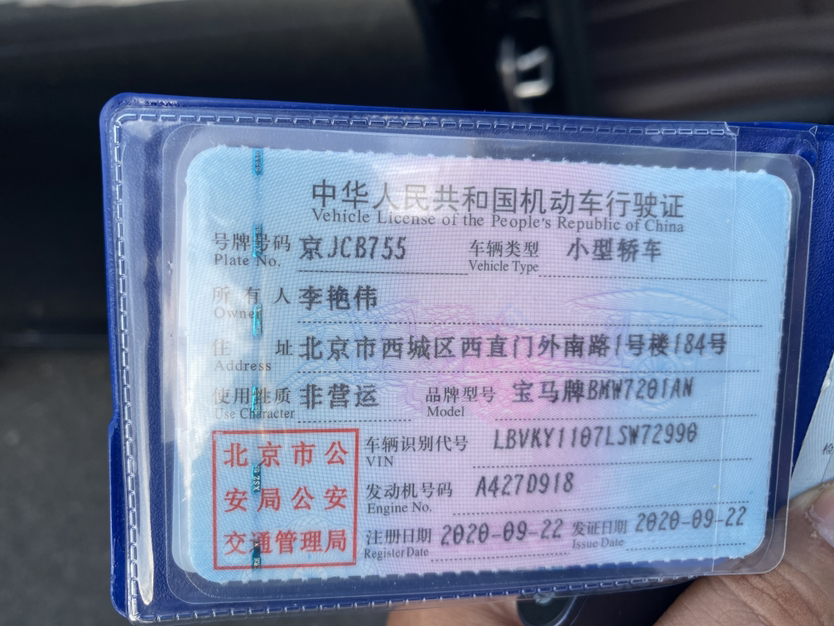 中华人民共和国机动车行驶证
Vehicle License of the People's Republic of China
号牌号码 京JCB755 车辆类型 小型轿车
Plate No. Vehicle Type
所有人 李艳伟
Owner
住址 北京市西城区西直门外南路1号楼184号
Address
使用性质 非营运 品牌型号 宝马牌BMW7201AN
Use Character Model
北京市公
安局公安
交通管理局
车辆识别代号 LBVKY1107LSW72990
VIN
发动机号码 A427D918
Engine No.
注册日期 2020-09-22 发证日期 2020-09-22
Register Date Issue Date